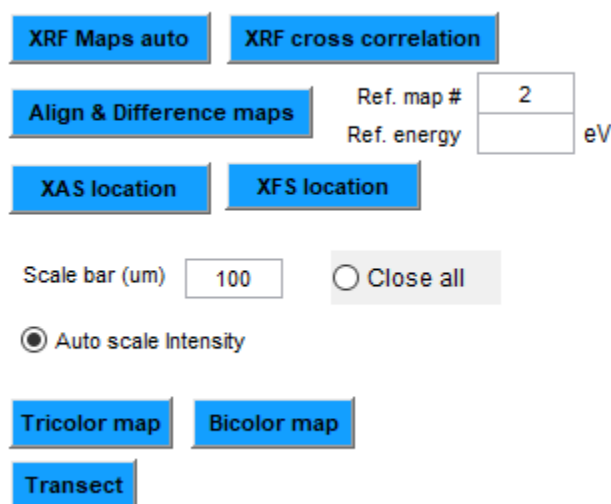 XRF Maps auto XRF cross correlation
Align & Difference maps Ref. map # 2
Ref. energy eV
XAS location XFS location
Scale bar (um) 100 Close all
Auto scale Intensity
Tricolor map Bicolor map
Transect